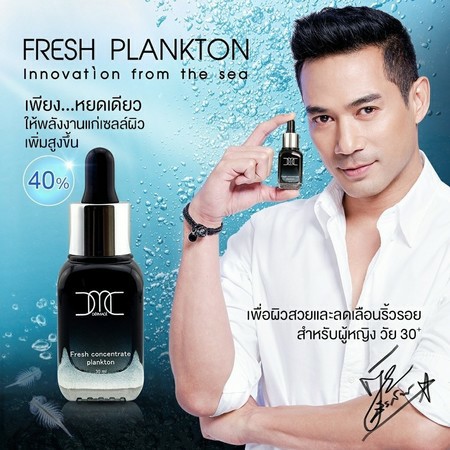 FRESH PLANKTON
Innovation from the sea
เพียง...หยดเดียว
ให้พลังงานแก่เซลล์ผิว
เพิ่มสูงขึ้น
40%
DMC
Fresh concentrate
plankton
เพื่อผิวสวยและลดเลือนริ้วรอย
สำหรับผู้หญิง วัย 30⁺